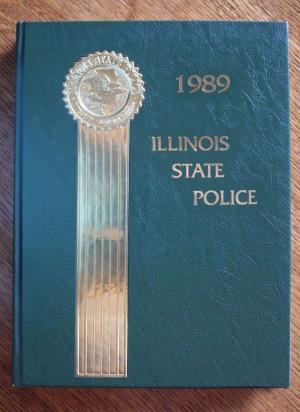 1989
ILLINOIS
STATE
POLICE